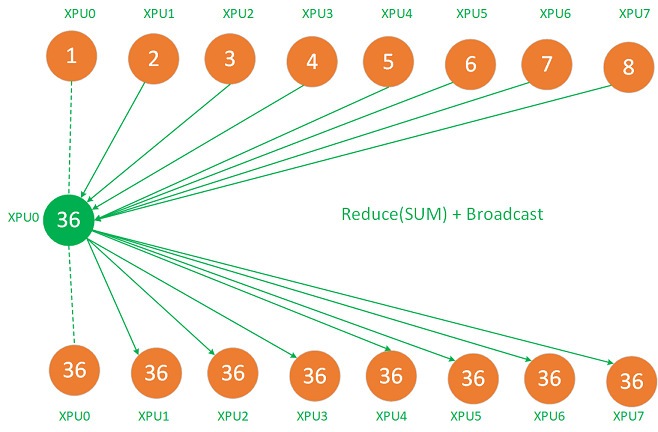 XPU0 XPU1 XPU2 XPU3 XPU4 XPU5 XPU6 XPU7
1 2 3 4 5 6 7 8
XPU0 36 Reduce(SUM) + Broadcast
36 36 36 36 36 36 36 36
XPU0 XPU1 XPU2 XPU3 XPU4 XPU5 XPU6 XPU7